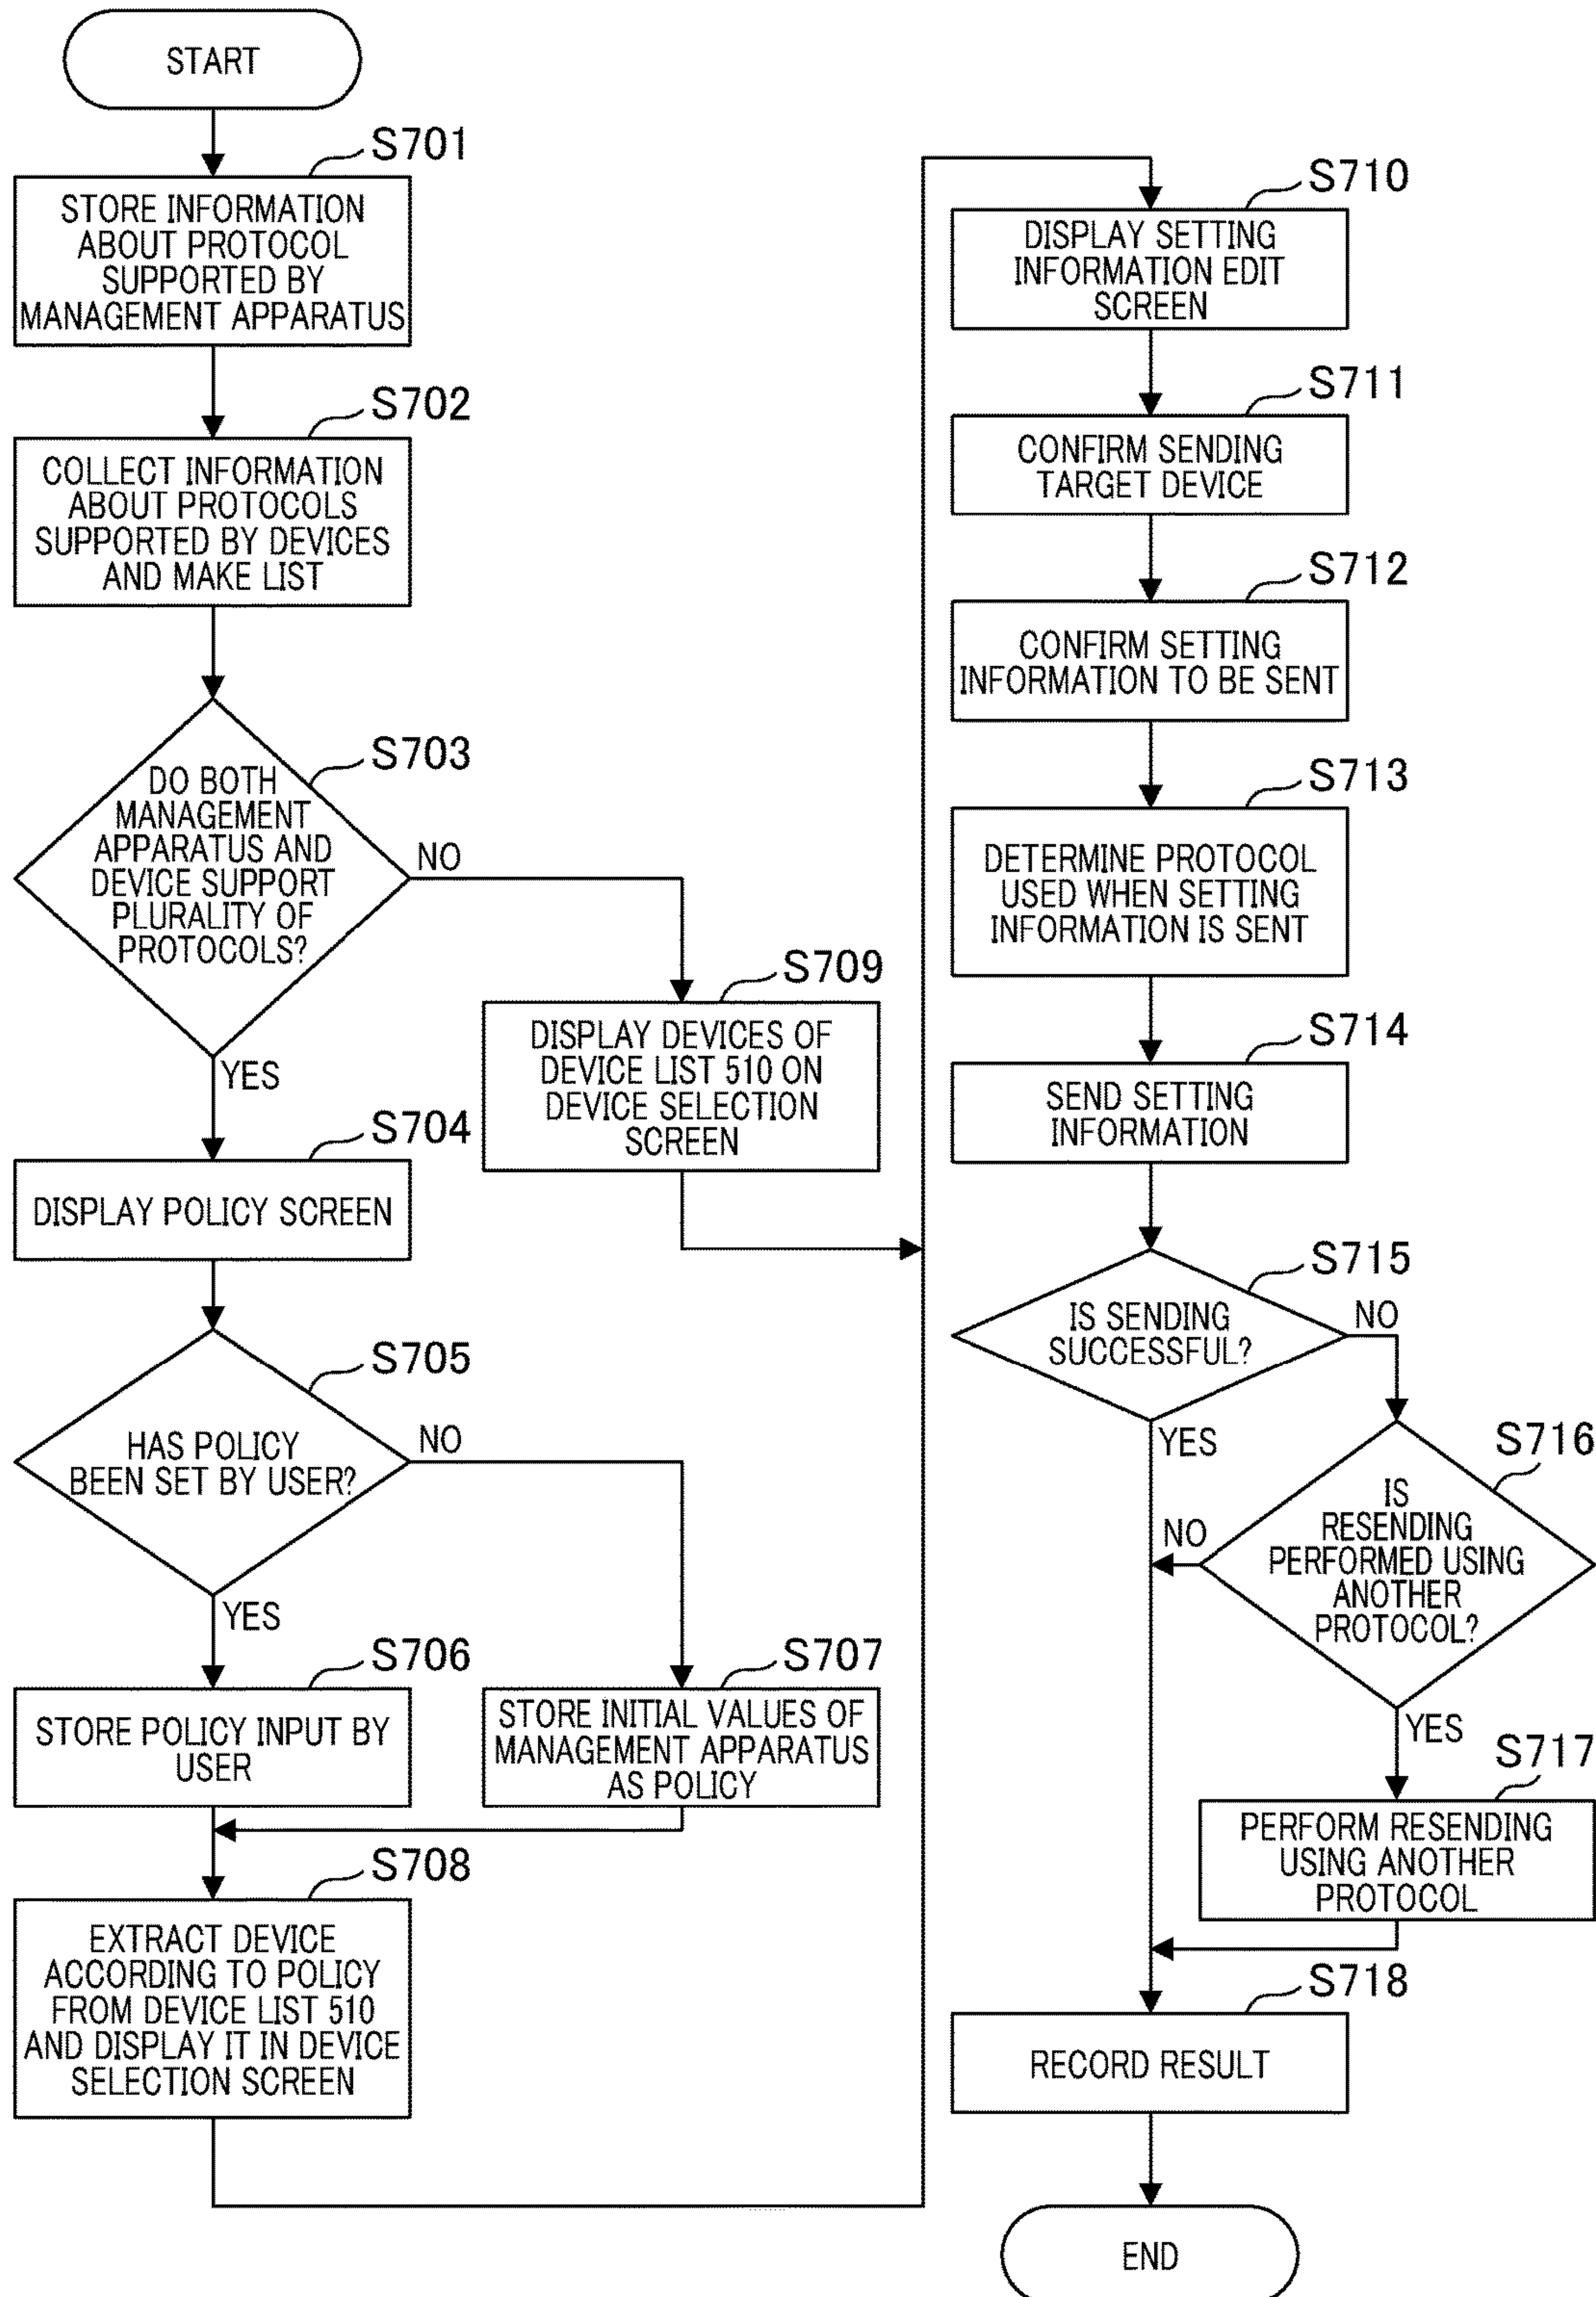 START
S701
STORE INFORMATION
ABOUT PROTOCOL
SUPPORTED BY
MANAGEMENT APPARATUS
S702
COLLECT INFORMATION
ABOUT PROTOCOLS
SUPPORTED BY DEVICES
AND MAKE LIST
S703
DO BOTH
MANAGEMENT
APPARATUS AND
DEVICE SUPPORT
PLURALITY OF
PROTOCOLS?
NO
YES
S709
DISPLAY DEVICES OF
DEVICE LIST 510 ON
DEVICE SELECTION
SCREEN
S704
DISPLAY POLICY SCREEN
S705
HAS POLICY
BEEN SET BY USER?
NO
YES
S706
STORE POLICY INPUT BY
USER
S707
STORE INITIAL VALUES OF
MANAGEMENT APPARATUS
AS POLICY
S708
EXTRACT DEVICE
ACCORDING TO POLICY
FROM DEVICE LIST 510
AND DISPLAY IT IN DEVICE
SELECTION SCREEN
S710
DISPLAY SETTING
INFORMATION EDIT
SCREEN
S711
CONFIRM SENDING
TARGET DEVICE
S712
CONFIRM SETTING
INFORMATION TO BE SENT
S713
DETERMINE PROTOCOL
USED WHEN SETTING
INFORMATION IS SENT
S714
SEND SETTING
INFORMATION
S715
IS SENDING
SUCCESSFUL?
NO
YES
S716
IS
RESENDING
PERFORMED USING
ANOTHER
PROTOCOL?
NO
YES
S717
PERFORM RESENDING
USING ANOTHER
PROTOCOL
S718
RECORD RESULT
END